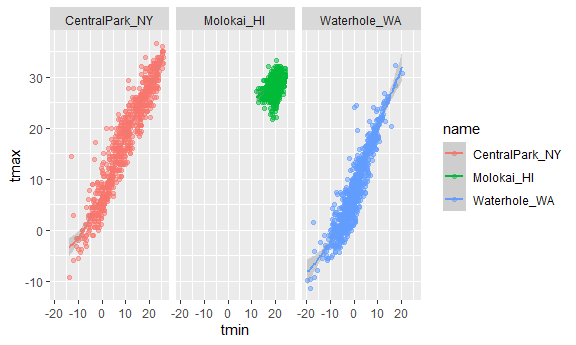 CentralPark_NY Molokai_HI Waterhole_WA
30
20
10
0
-10
tmax
-20 -10 0 10 20 -20 -10 0 10 20 -20 -10 0 10 20
tmin
name
CentralPark_NY
Molokai_HI
Waterhole_WA